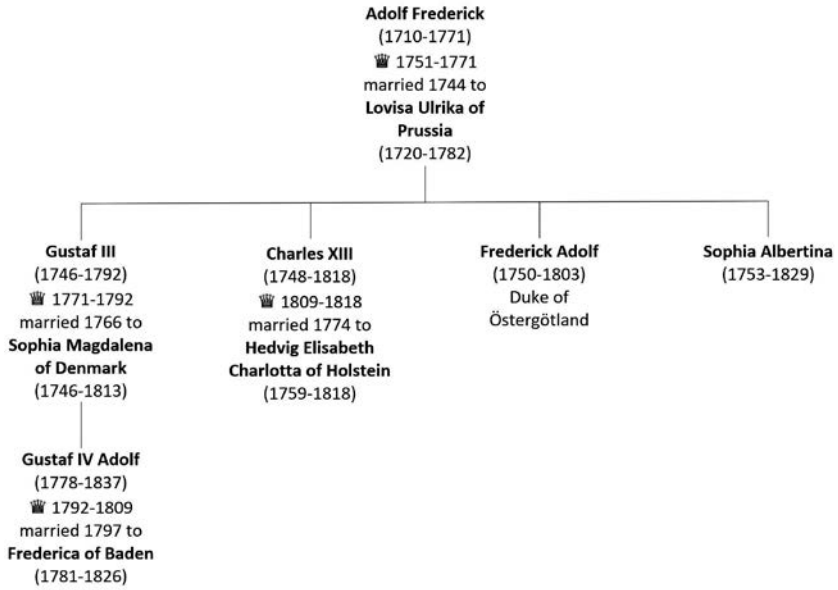 Adolf Frederick
(1710-1771)
♛ 1751-1771
married 1744 to
Lovisa Ulrika of
Prussia
(1720-1782)
Gustaf III
(1746-1792)
♛ 1771-1792
married 1766 to
Sophia Magdalena
of Denmark
(1746-1813)
Charles XIII
(1748-1818)
♛ 1809-1818
married 1774 to
Hedvig Elisabeth
Charlotta of Holstein
(1759-1818)
Frederick Adolf
(1750-1803)
Duke of
Östergötland
Sophia Albertina
(1753-1829)
Gustaf IV Adolf
(1778-1837)
♛ 1792-1809
married 1797 to
Frederica of Baden
(1781-1826)